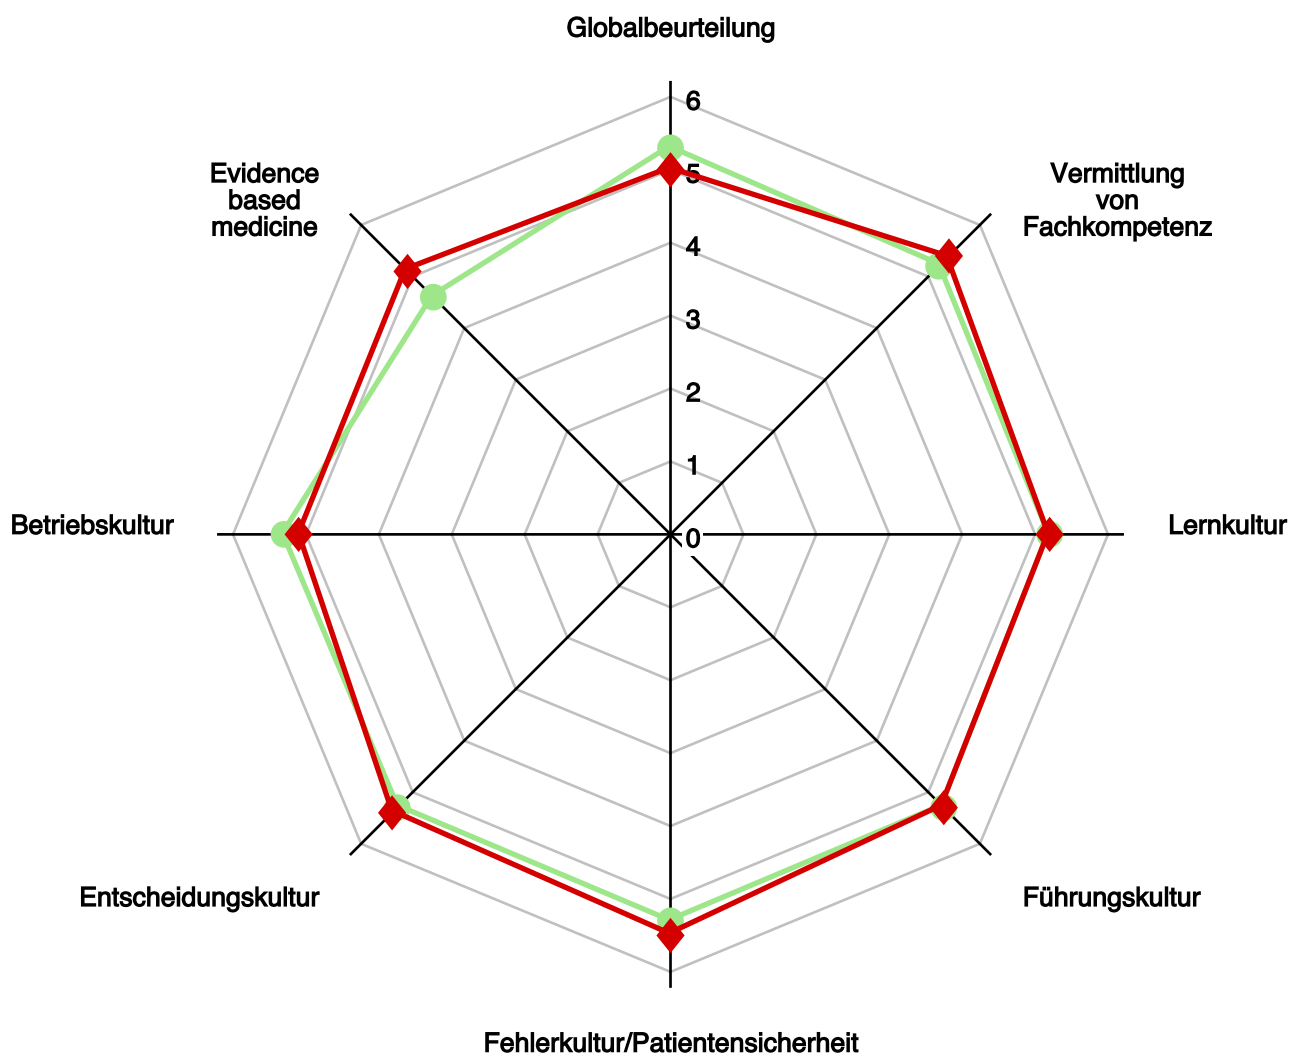 Globalbeurteilung
6
Evidence
based
medicine
5
Vermittlung
von
Fachkompetenz
4
3
2
1
Betriebskultur
0
Lernkultur
Entscheidungskultur
Führungskultur
Fehlerkultur/Patientensicherheit